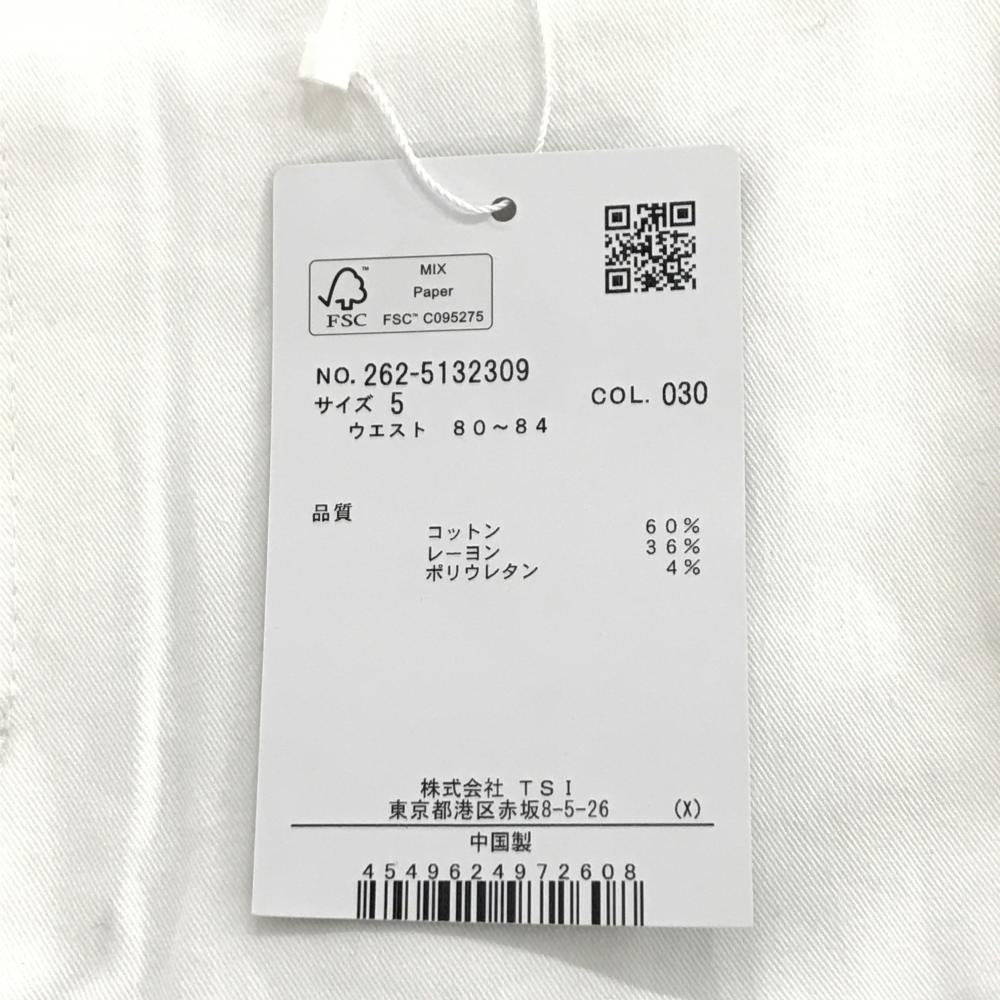 MIX
Paper
FSC™ C095275
FSC
NO. 262-5132309
サイズ 5
COL. 030
ウエスト 80~84
品質
コットン 60%
レーヨン 36%
ポリウレタン 4%
株式会社 TSI
東京都港区赤坂8-5-26 (X)
中国製
4549624972608